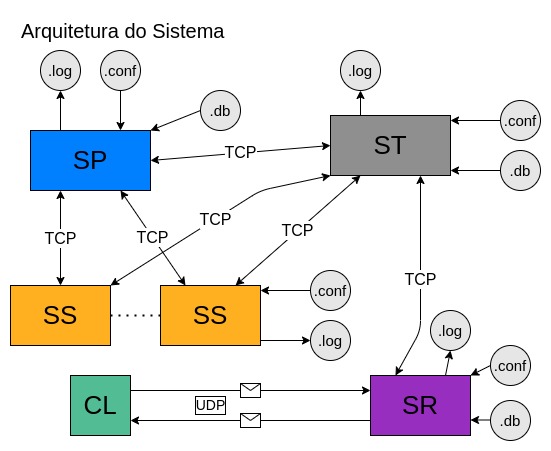 Arquitetura do Sistema
.log
.conf
.log
.db
.conf
SP
TCP
ST
.db
TCP
TCP
TCP
TCP
TCP
.conf
SS
SS
.log
.log
.conf
CL
UDP
SR
.db